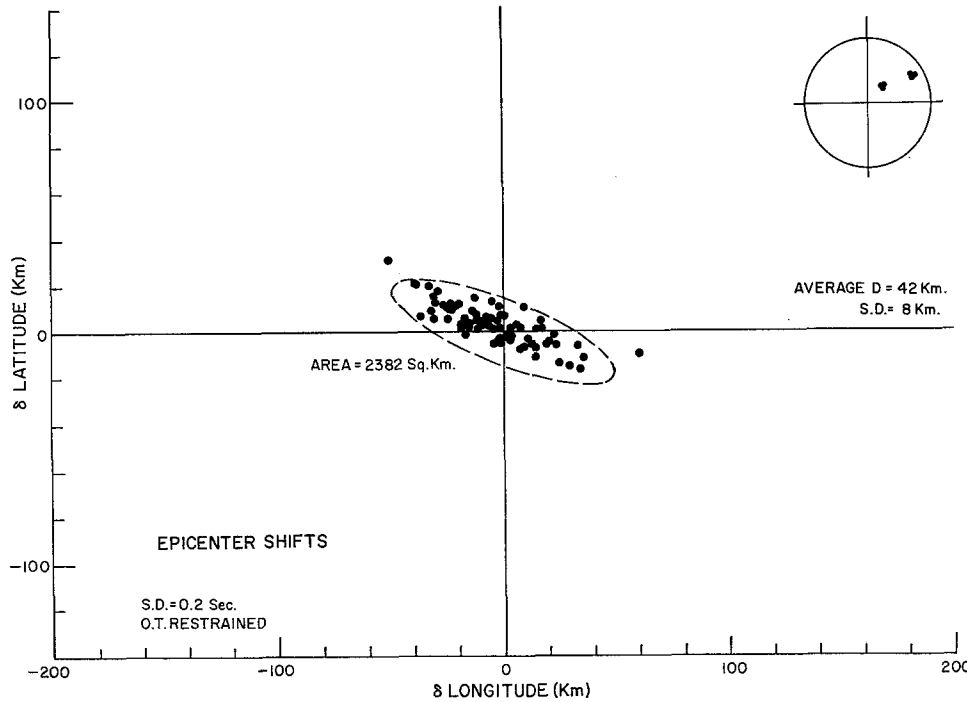 100
0
−100
δ LATITUDE (Km)
AVERAGE D = 42 Km.
S.D.= 8 Km.
AREA = 2382 Sq.Km.
EPICENTER SHIFTS
S.D.= 0.2 Sec.
O.T. RESTRAINED
−200
−100
0
100
200
δ LONGITUDE (Km)